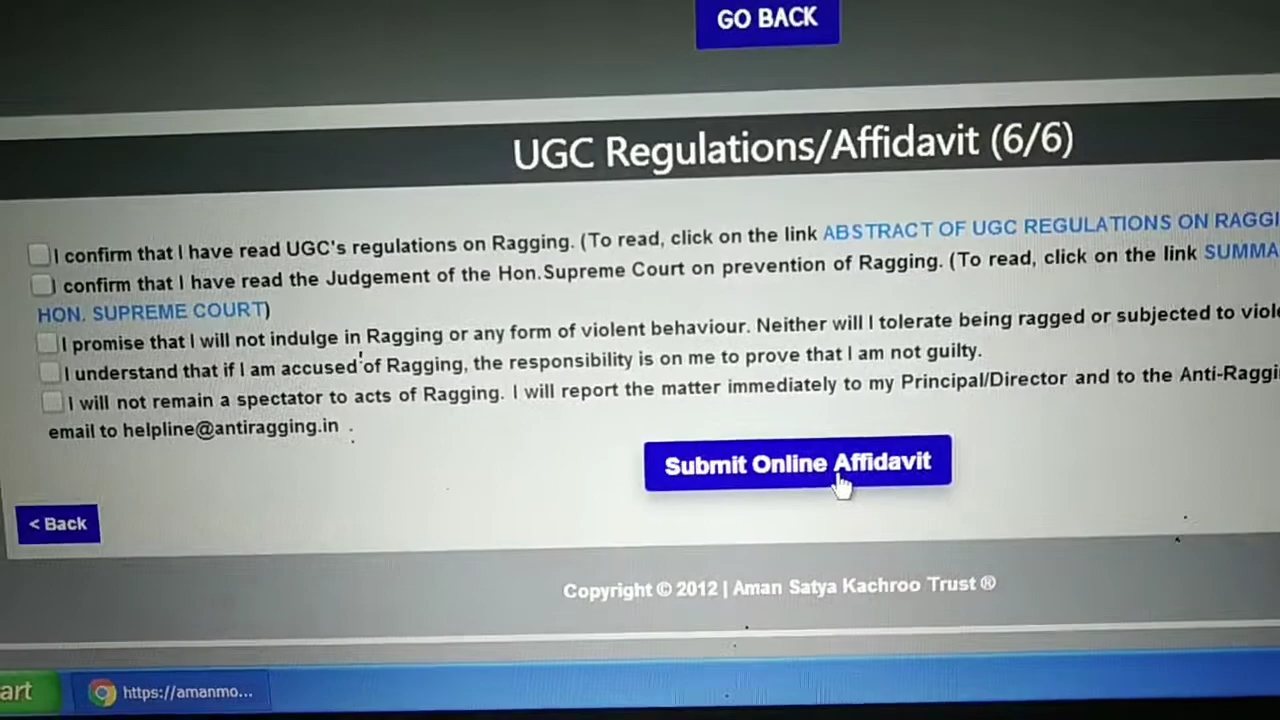 GO BACK
UGC Regulations/Affidavit (6/6)
I confirm that I have read UGC's regulations on Ragging. (To read, click on the link ABSTRACT OF UGC REGULATIONS ON
I confirm that I have read the Judgement of the Hon.Supreme Court on prevention of Ragging. (To read, click on the link
HON. SUPREME COURT)
I promise that I will not indulge in Ragging or any form of violent behaviour. Neither will I tolerate being ragged or subjected to
I understand that if I am accused of Ragging, the responsibility is on me to prove that I am not guilty.
I will not remain a spectator to acts of Ragging. I will report the matter immediately to my Principal/Director and to the
email to helpline@antiragging.in .
Submit Online Affidavit
< Back
Copyright © 2012 | Aman Satya Kachroo Trust ®
art
https://amanmo...